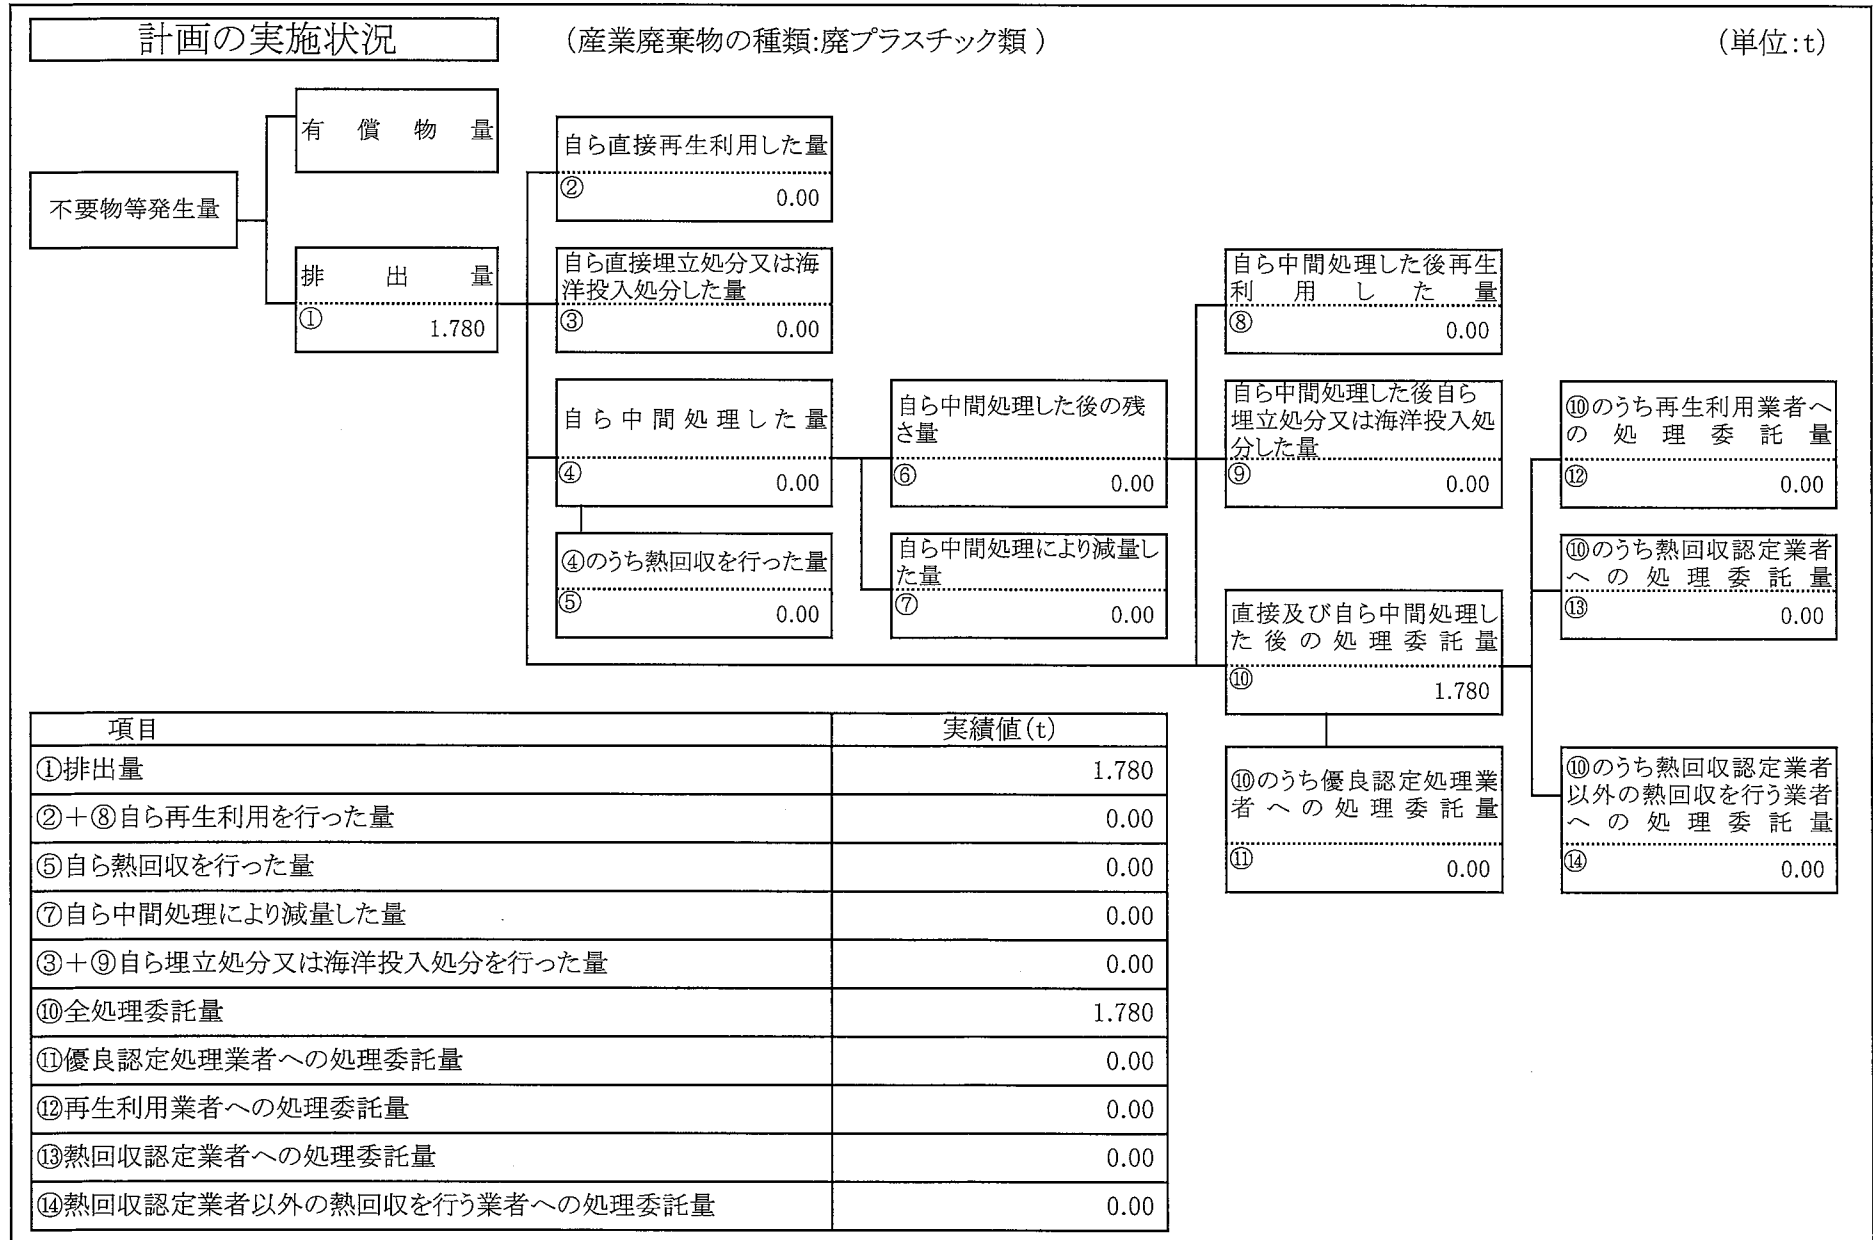 計画の実施状況
(産業廃棄物の種類:廃プラスチック類 )
(単位:t)
不要物等発生量
有償物量
排出量
① 1.780
自ら直接再生利用した量
② 0.00
自ら直接埋立処分又は海
洋投入処分した量
③ 0.00
自ら中間処理した量
④ 0.00
④のうち熱回収を行った量
⑤ 0.00
自ら中間処理した後の残
さ量
⑥ 0.00
自ら中間処理により減量し
た量
⑦ 0.00
自ら中間処理した後再生
利用した量
⑧ 0.00
自ら中間処理した後自ら
埋立処分又は海洋投入処
分した量
⑨ 0.00
直接及び自ら中間処理し
た後の処理委託量
⑩ 1.780
⑩のうち優良認定処理業
者への処理委託量
⑪ 0.00
⑩のうち再生利用業者へ
の処理委託量
⑫ 0.00
⑩のうち熱回収認定業者
への処理委託量
⑬ 0.00
⑩のうち熱回収認定業者
以外の熱回収を行う業者
への処理委託量
⑭ 0.00
項目 実績値(t)
①排出量 1.780
②+⑧自ら再生利用を行った量 0.00
⑤自ら熱回収を行った量 0.00
⑦自ら中間処理により減量した量 0.00
③+⑨自ら埋立処分又は海洋投入処分を行った量 0.00
⑩全処理委託量 1.780
⑪優良認定処理業者への処理委託量 0.00
⑫再生利用業者への処理委託量 0.00
⑬熱回収認定業者への処理委託量 0.00
⑭熱回収認定業者以外の熱回収を行う業者への処理委託量 0.00